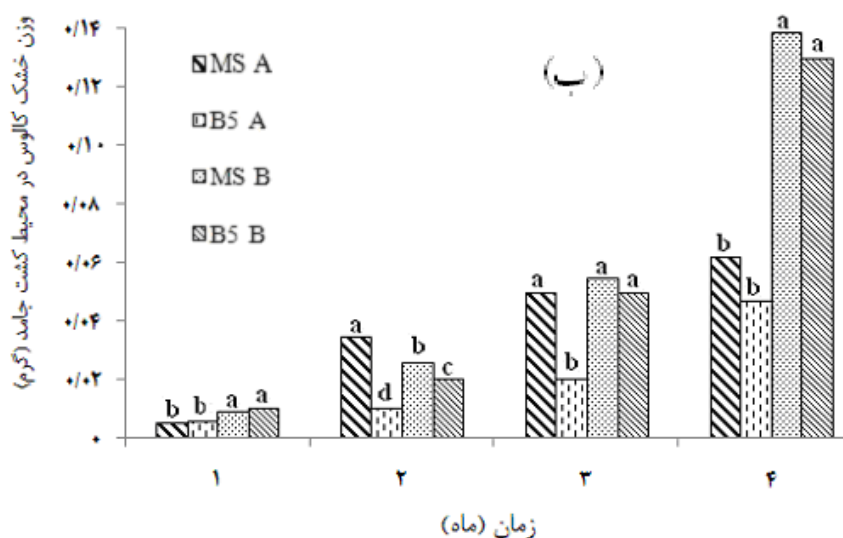 وزن خشک کالوس در محیط کشت جامد (گرم)
۰/۱۴
۰/۱۲
۰/۱۰
۰/۰۸
۰/۰۶
۰/۰۴
۰/۰۲
۰
MS A
B5 A
MS B
B5 B
(ب)
b b a a
a d b c
a b a a
b b a a
۱ ۲ ۳ ۴
زمان (ماه)